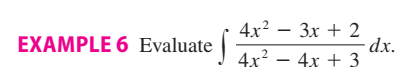 EXAMPLE 6 Evaluate ∫ (4x² − 3x + 2)/(4x² − 4x + 3) dx.